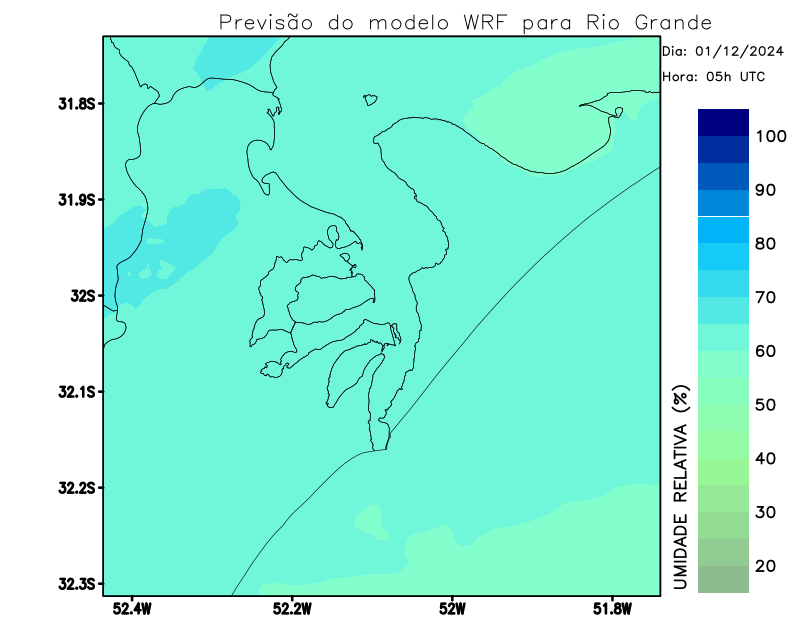 Previsão do modelo WRF para Rio Grande
Dia: 01/12/2024
Hora: 05h UTC
31.8S
31.9S
32S
32.1S
32.2S
32.3S
52.4W
52.2W
52W
51.8W
100
90
80
70
60
50
40
30
20
UMIDADE RELATIVA (%)